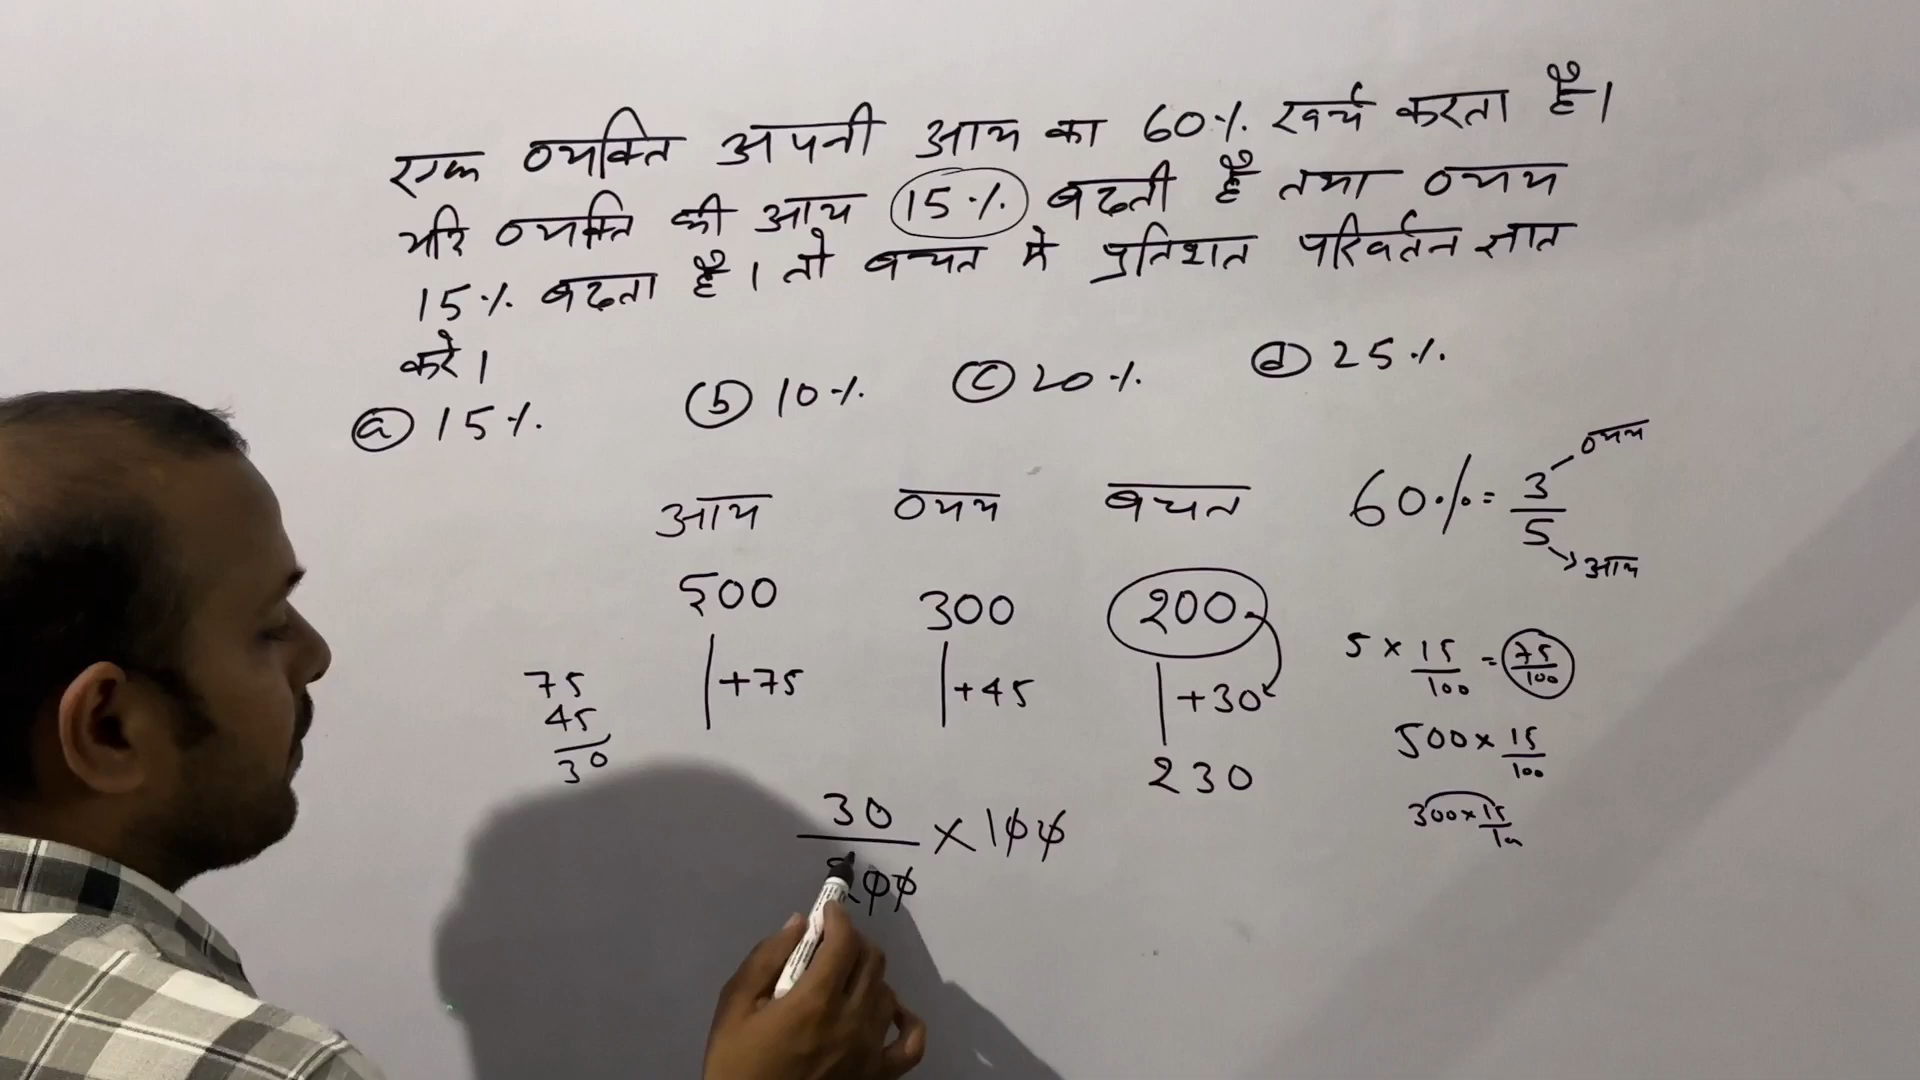 एक व्यक्ति अपनी आय का 60% खर्च करता है।
यदि व्यक्ति की आय 15% बढती है तथा व्यय
15% बढता है। तो बचत मे प्रतिशत परिवर्तन ज्ञात
करे।
(a) 15% (b) 10% (c) 20% (d) 25%
आय व्यय बचत
60% = 3/5
व्यय
आय
500 300 200
+75 +45 +30
230
75
45
30
5 × 15/100 = 75/100
500 × 15/100
300 × 15/100
30/200 × 100